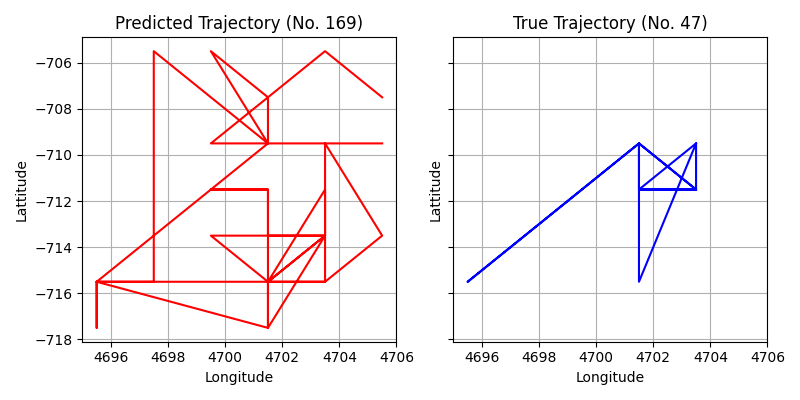 Predicted Trajectory (No. 169)
True Trajectory (No. 47)
−706
−708
−710
−712
−714
−716
−718
Lattitude
Lattitude
4696 4698 4700 4702 4704 4706
4696 4698 4700 4702 4704 4706
Longitude
Longitude